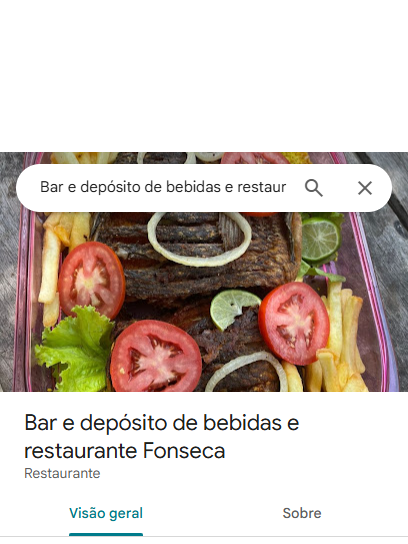 Bar e depósito de bebidas e restaur
Bar e depósito de bebidas e
restaurante Fonseca
Restaurante
Visão geral
Sobre